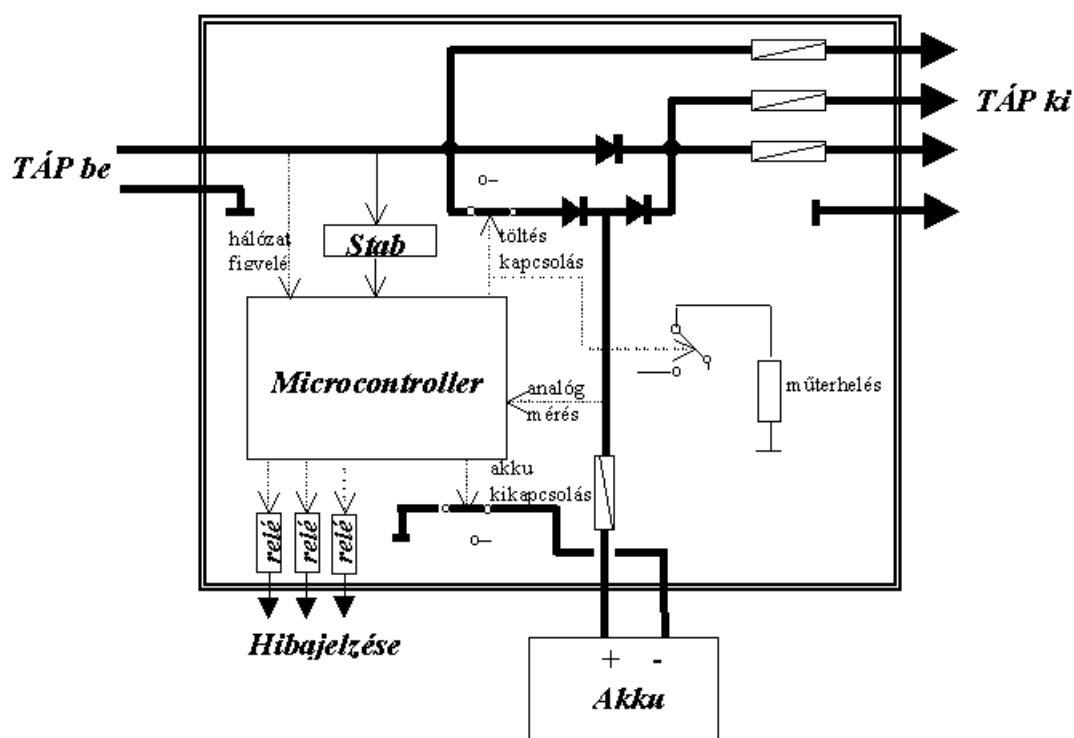 TÁP be
TÁP ki
hálózat
figyelé
Stab
töltés
kapcsolás
Microcontroller
analóg
mérés
műterhelés
akku
kikapcsolás
relé
relé
relé
Hibajelzése
+ -
Akku